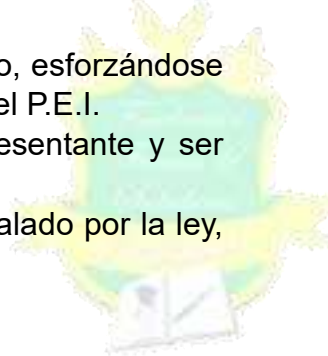 o, esforzándose
el P.E.I.
esentante y ser
alado por la ley,